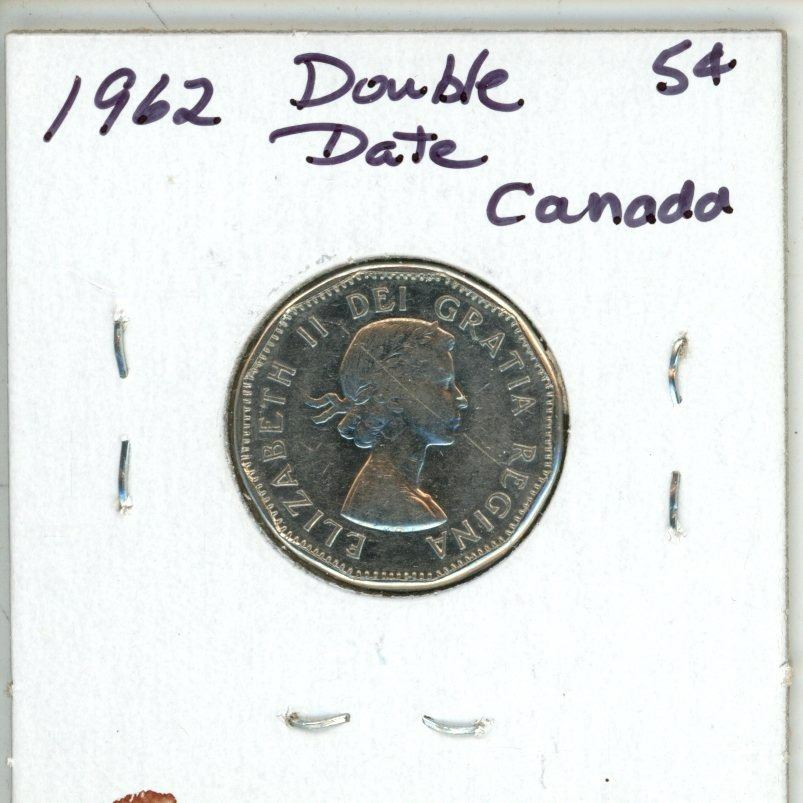 1962 Double 5¢
Date
Canada
ELIZABETH II DEI GRATIA REGINA